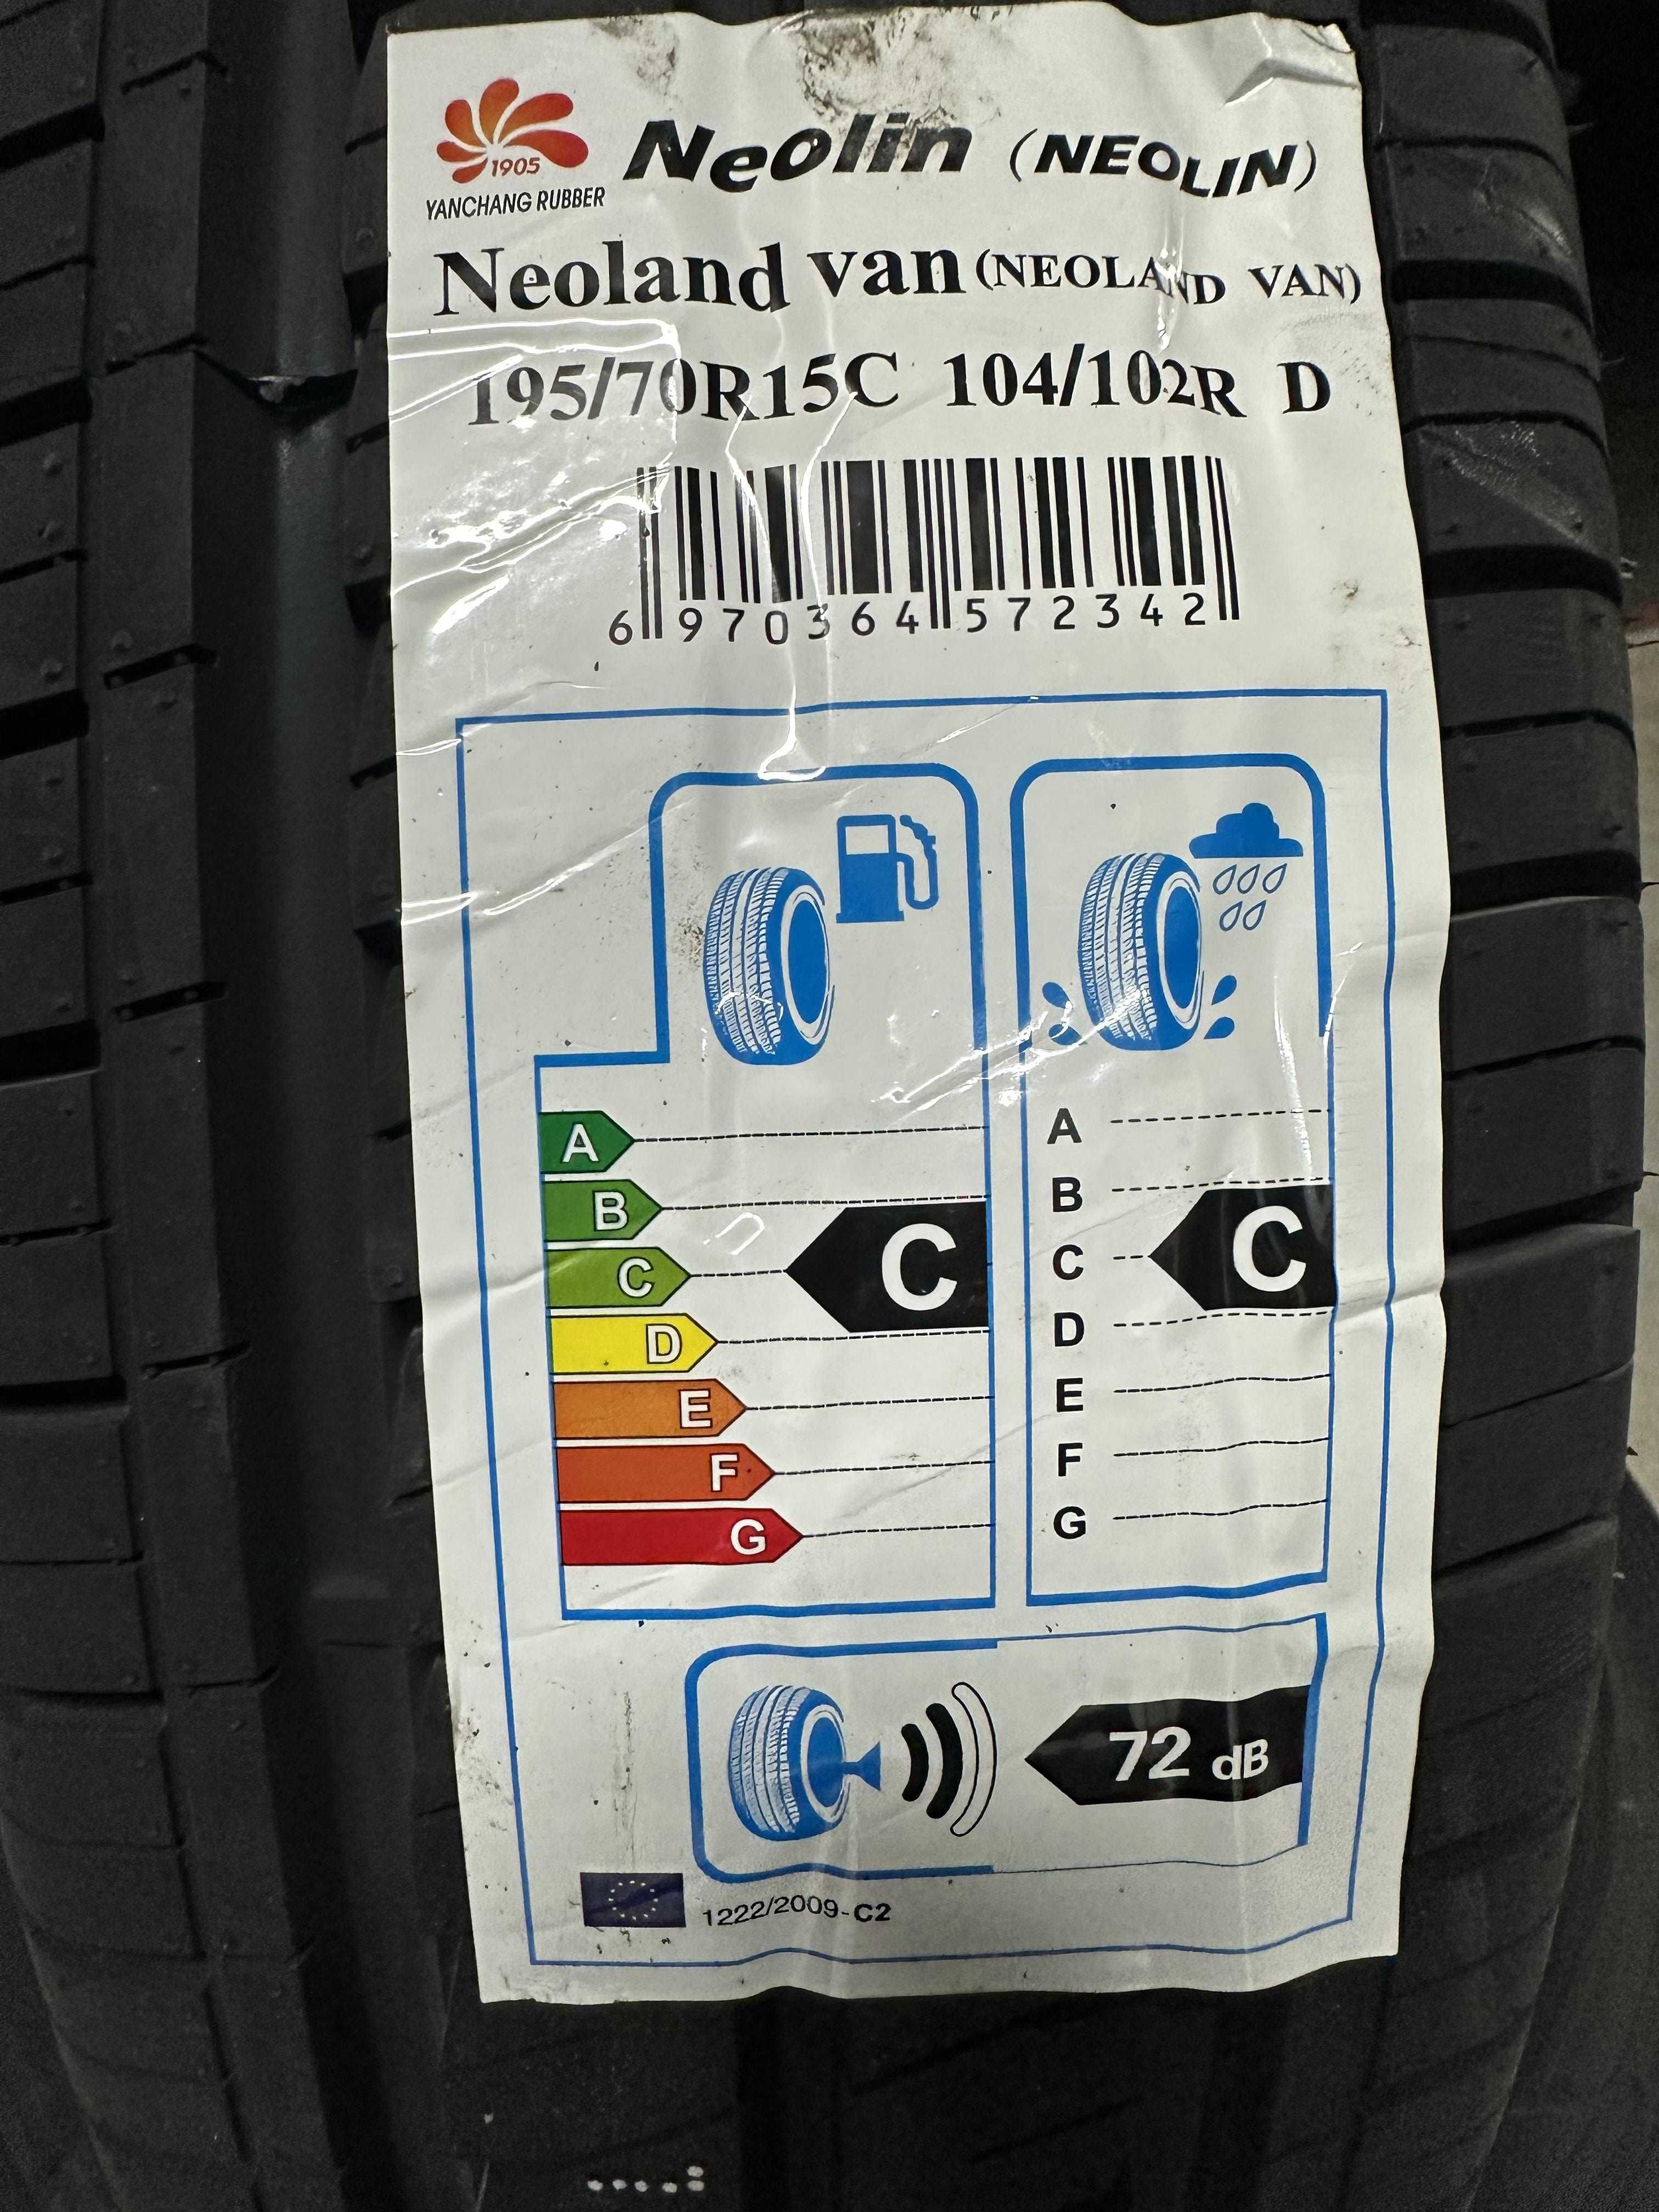 1905
YANCHANG RUBBER
Neolin (NEOLIN)
Neoland van (NEOLAND VAN)
195/70R15C 104/102R D
6 970364 572342
A
B
C
D
E
F
G
C
A
B
C
D
E
F
G
C
72 dB
1222/2009-C2